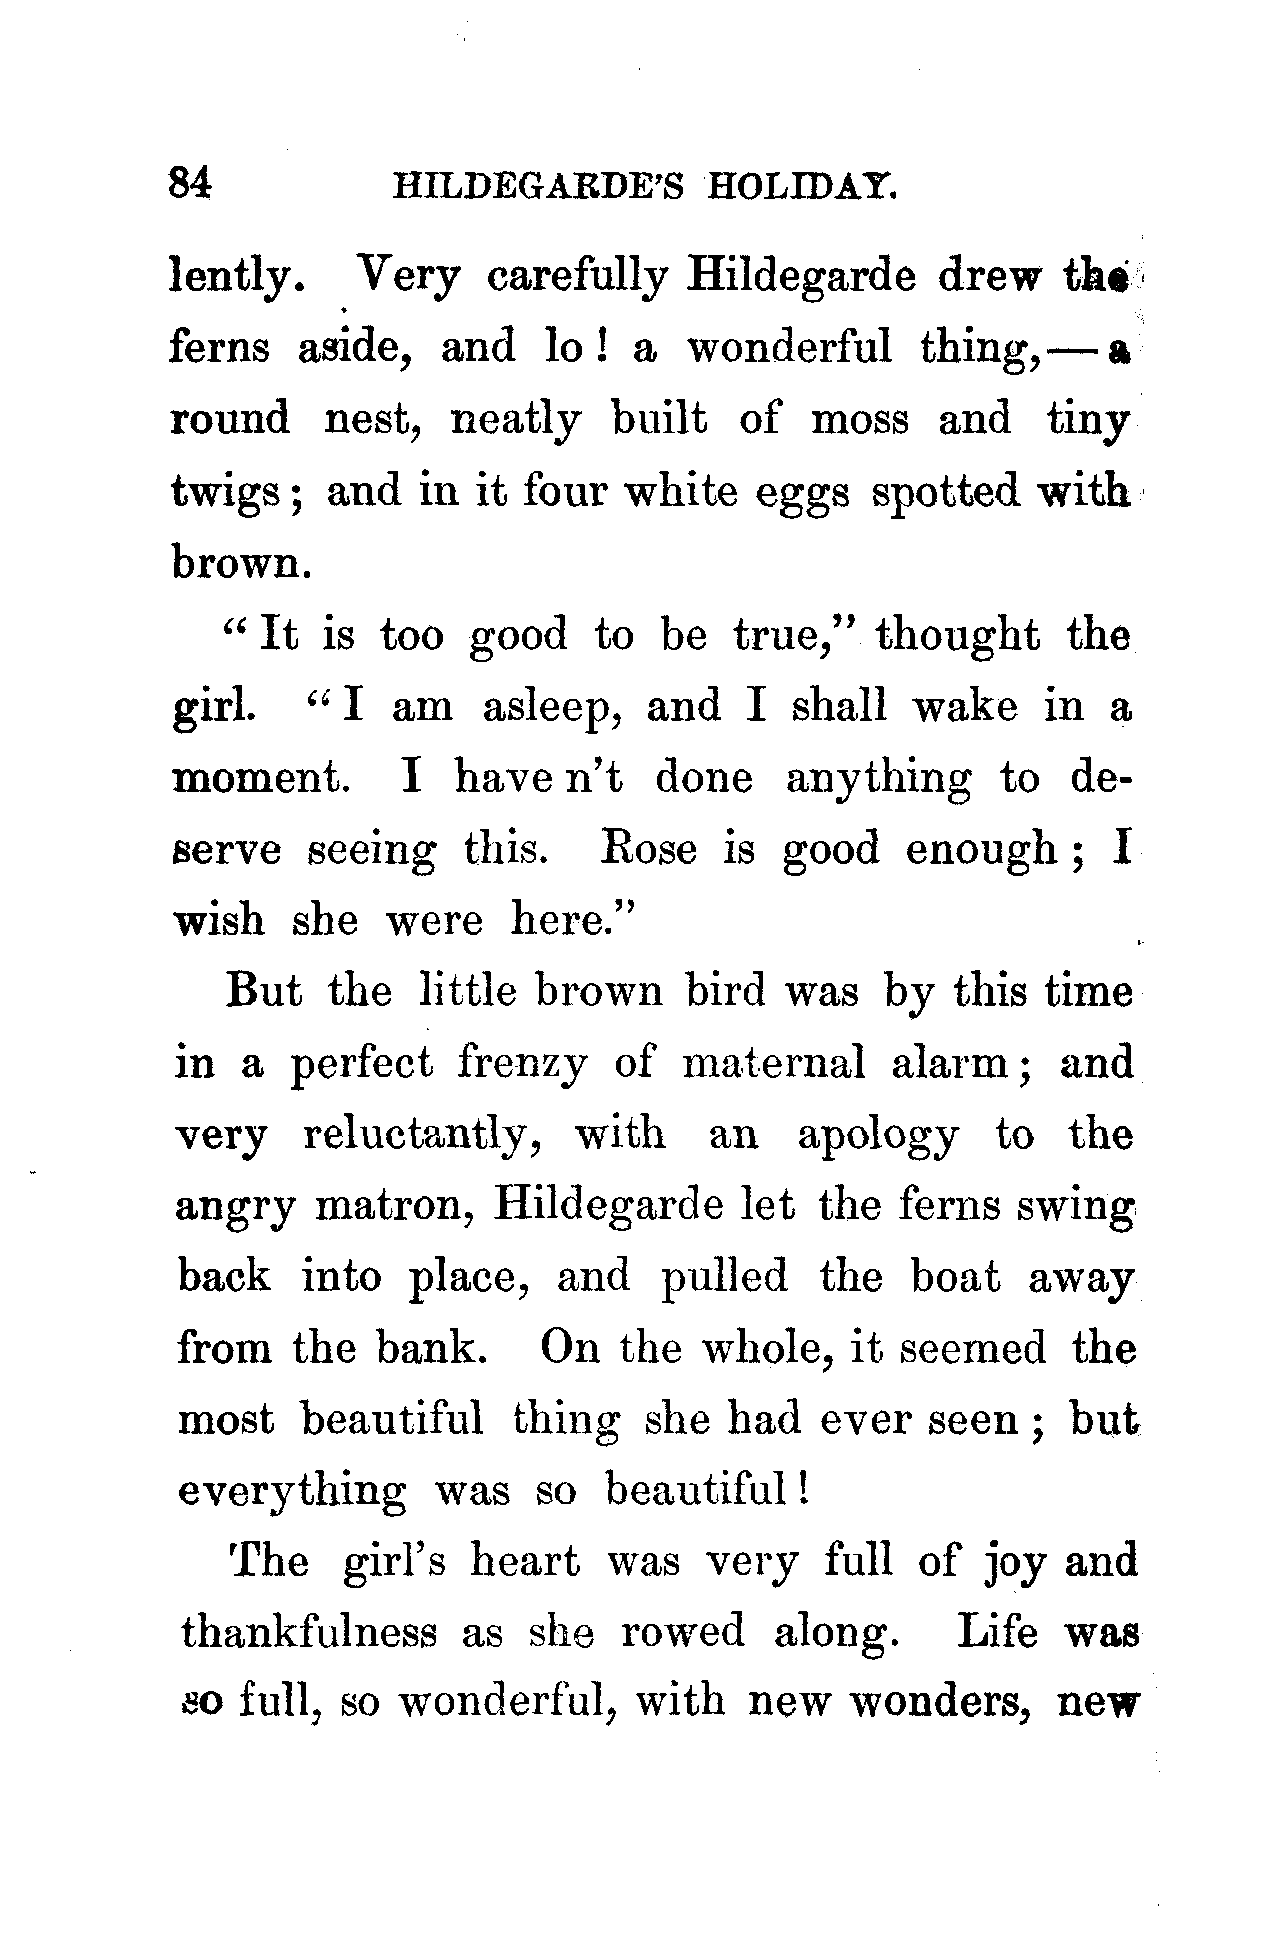 84 HILDEGARDE'S HOLIDAY.
lently. Very carefully Hildegarde drew the
ferns aside, and lo! a wonderful thing,—a
round nest, neatly built of moss and tiny
twigs; and in it four white eggs spotted with
brown.
"It is too good to be true," thought the
girl. "I am asleep, and I shall wake in a
moment. I have n't done anything to de-
serve seeing this. Rose is good enough; I
wish she were here."
But the little brown bird was by this time
in a perfect frenzy of maternal alarm; and
very reluctantly, with an apology to the
angry matron, Hildegarde let the ferns swing
back into place, and pulled the boat away
from the bank. On the whole, it seemed the
most beautiful thing she had ever seen; but
everything was so beautiful!
The girl's heart was very full of joy and
thankfulness as she rowed along. Life was
so full, so wonderful, with new wonders, new